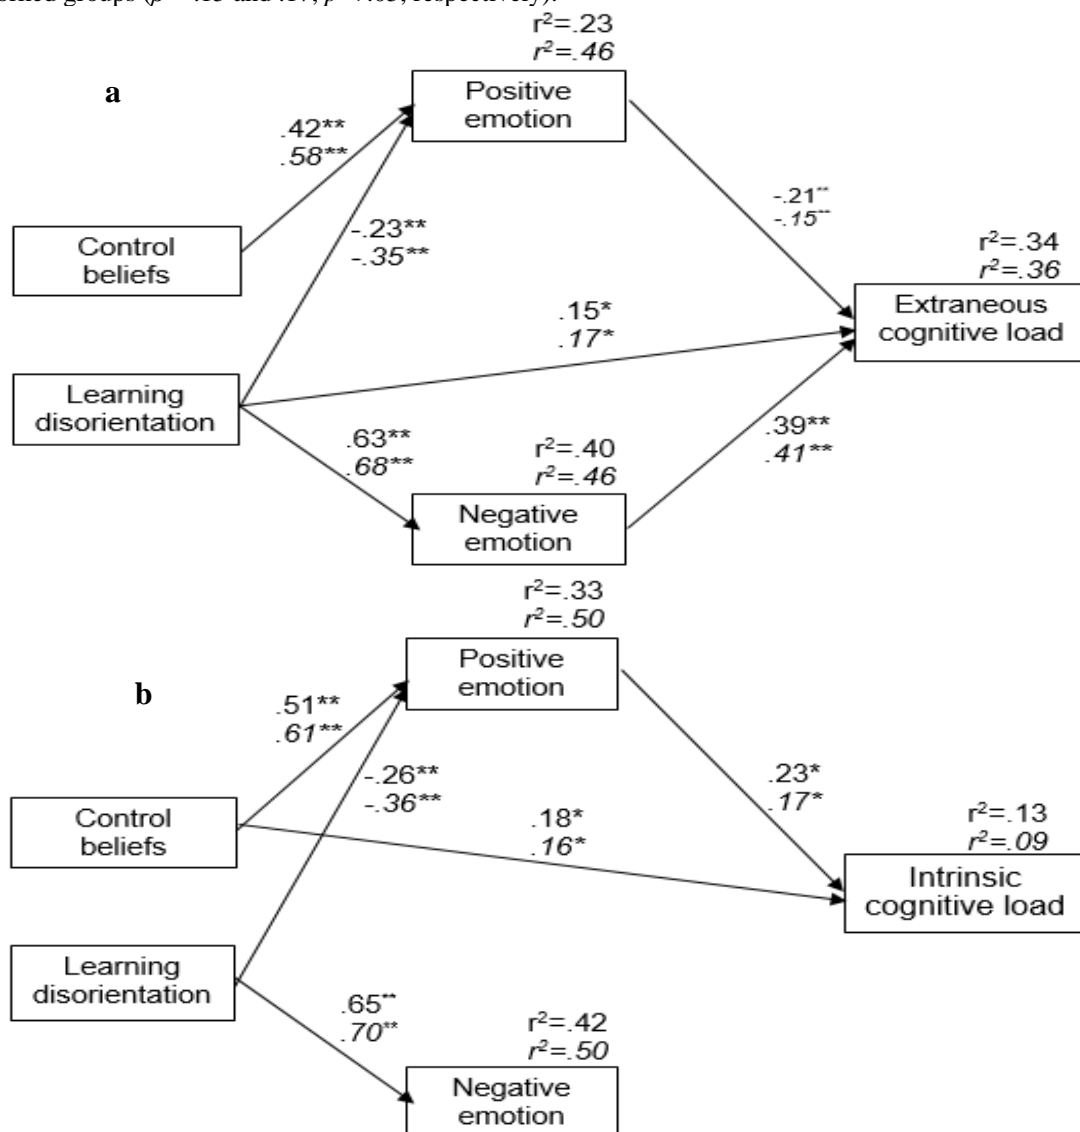 r²=.23
r²=.46
a
Positive
emotion
.42**
.58**
-.21**
-.15**
-.23**
-.35**
Control
beliefs
r²=.34
r²=.36
Extraneous
cognitive load
.15*
.17*
Learning
disorientation
.63**
.68**
r²=.40
r²=.46
.39**
.41**
Negative
emotion
r²=.33
r²=.50
Positive
emotion
b
.51**
.61**
-.26**
-.36**
.23*
.17*
Control
beliefs
.18*
.16*
r²=.13
r²=.09
Intrinsic
cognitive load
Learning
disorientation
.65**
.70**
r²=.42
r²=.50
Negative
emotion